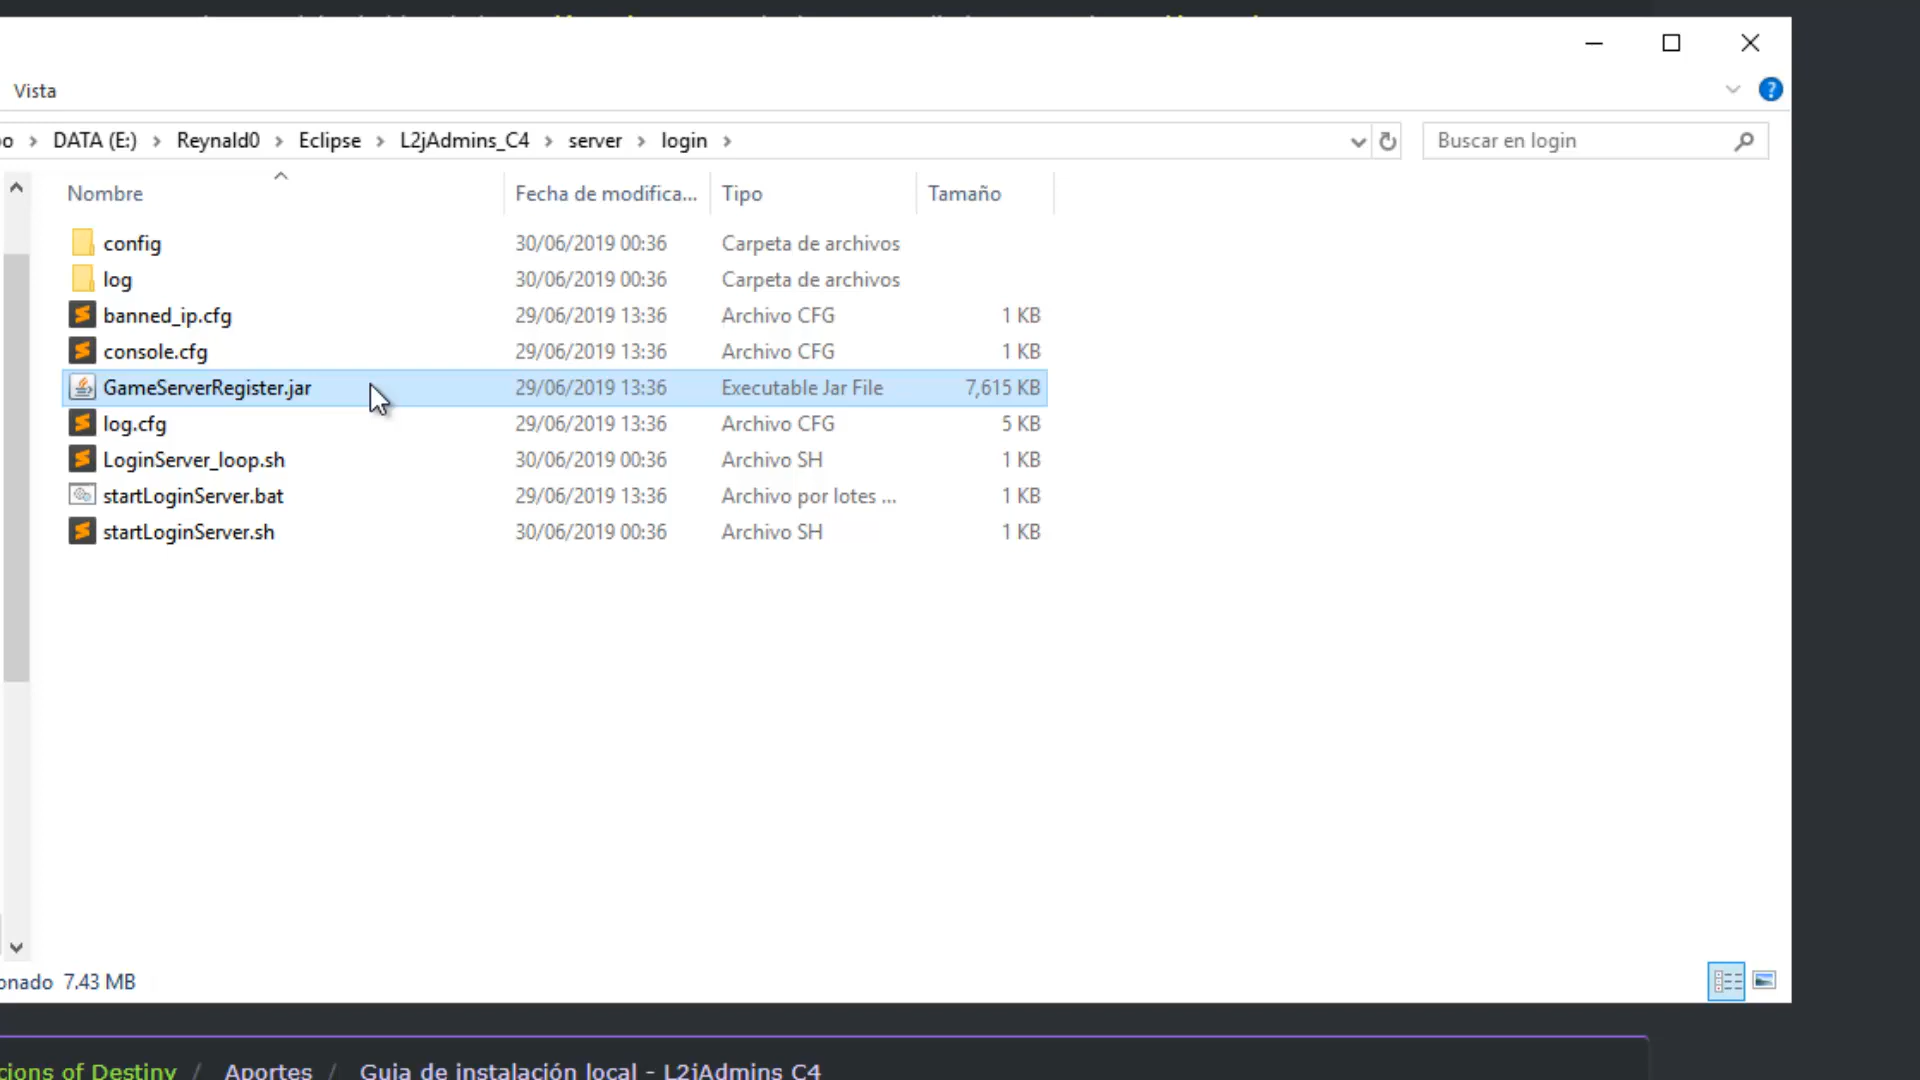 Vista
DATA (E:) > Reynald0 > Eclipse > L2jAdmins_C4 > server > login >
Buscar en login
Nombre Fecha de modifica... Tipo Tamaño
config 30/06/2019 00:36 Carpeta de archivos
log 30/06/2019 00:36 Carpeta de archivos
banned_ip.cfg 29/06/2019 13:36 Archivo CFG 1 KB
console.cfg 29/06/2019 13:36 Archivo CFG 1 KB
GameServerRegister.jar 29/06/2019 13:36 Executable Jar File 7,615 KB
log.cfg 29/06/2019 13:36 Archivo CFG 5 KB
LoginServer_loop.sh 30/06/2019 00:36 Archivo SH 1 KB
startLoginServer.bat 29/06/2019 13:36 Archivo por lotes ... 1 KB
startLoginServer.sh 30/06/2019 00:36 Archivo SH 1 KB
onado 7.43 MB
cions of Destiny / Aportes / Guia de instalación local - L2jAdmins C4